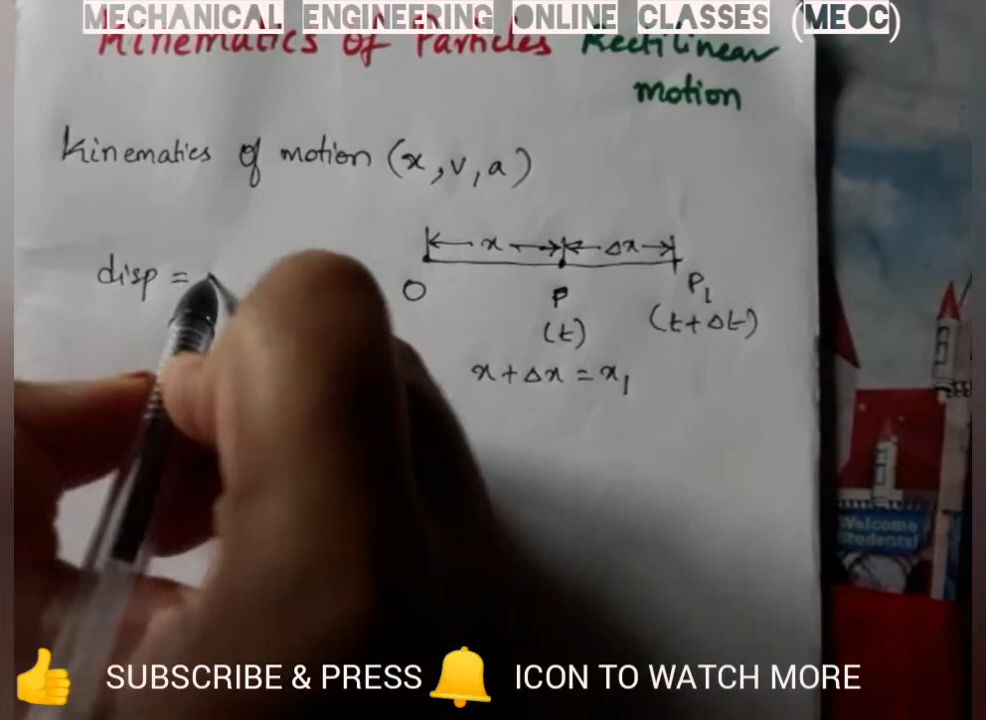 MECHANICAL ENGINEERING ONLINE CLASSES (MEOC)
Kinematics of Particles Rectilinear
motion
Kinematics of motion (x, v, a)
x Δx
disp =
O P P₁
(t) (t+Δt)
x + Δx = x₁
Welcome
Students!
👍 SUBSCRIBE & PRESS 🔔 ICON TO WATCH MORE